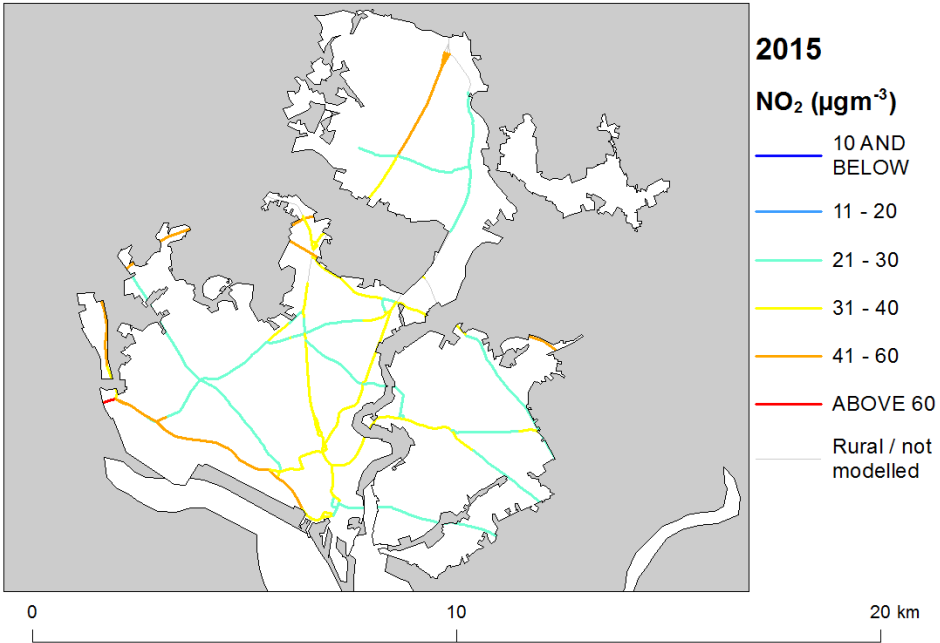 2015
NO₂ (µgm⁻³)
10 AND
BELOW
11 - 20
21 - 30
31 - 40
41 - 60
ABOVE 60
Rural / not
modelled
0 10 20 km